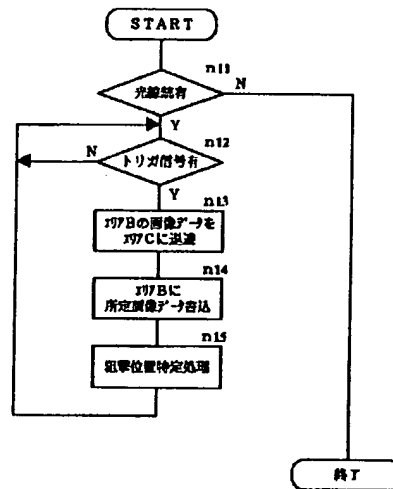 START
n11
光線銃有
N
Y
n12
トリガ信号有
N
Y
n13
エリアBの画像データを
エリアCに退避
n14
エリアBに
所定画像データ書込
n15
狙撃位置特定処理
終了